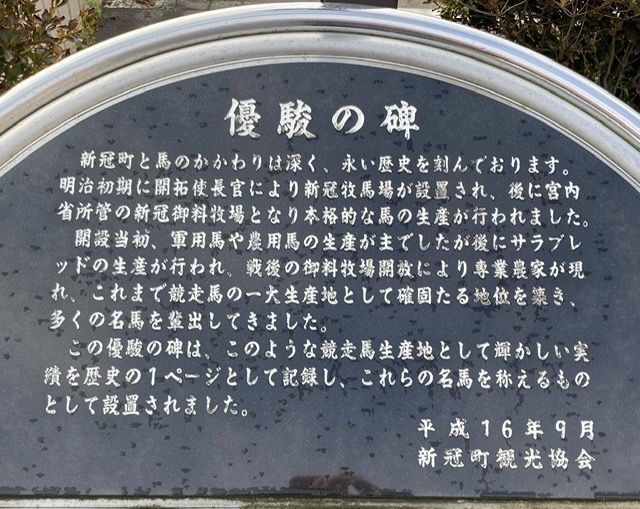 優駿の碑
新冠町と馬のかかわりは深く、永い歴史を刻んでおります。
明治初期に開拓使長官により新冠牧馬場が設置され、後に宮内
省所管の新冠御料牧場となり本格的な馬の生産が行われました。
開設当初、軍用馬や農用馬の生産が主でしたが後にサラブレ
ッドの生産が行われ、戦後の御料牧場開放により専業農家が現
れ、これまで競走馬の一大生産地として確固たる地位を築き、
多くの名馬を輩出してきました。
この優駿の碑は、このような競走馬生産地として輝かしい実
績を歴史の1ページとして記録し、これらの名馬を称えるもの
として設置されました。
平成16年9月
新冠町観光協会